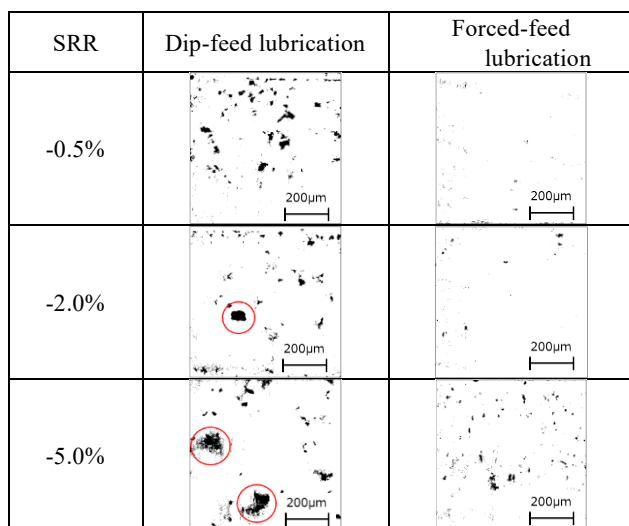 SRR
Dip-feed lubrication
Forced-feed
lubrication
-0.5%
200μm
200μm
-2.0%
200μm
200μm
-5.0%
200μm
200μm